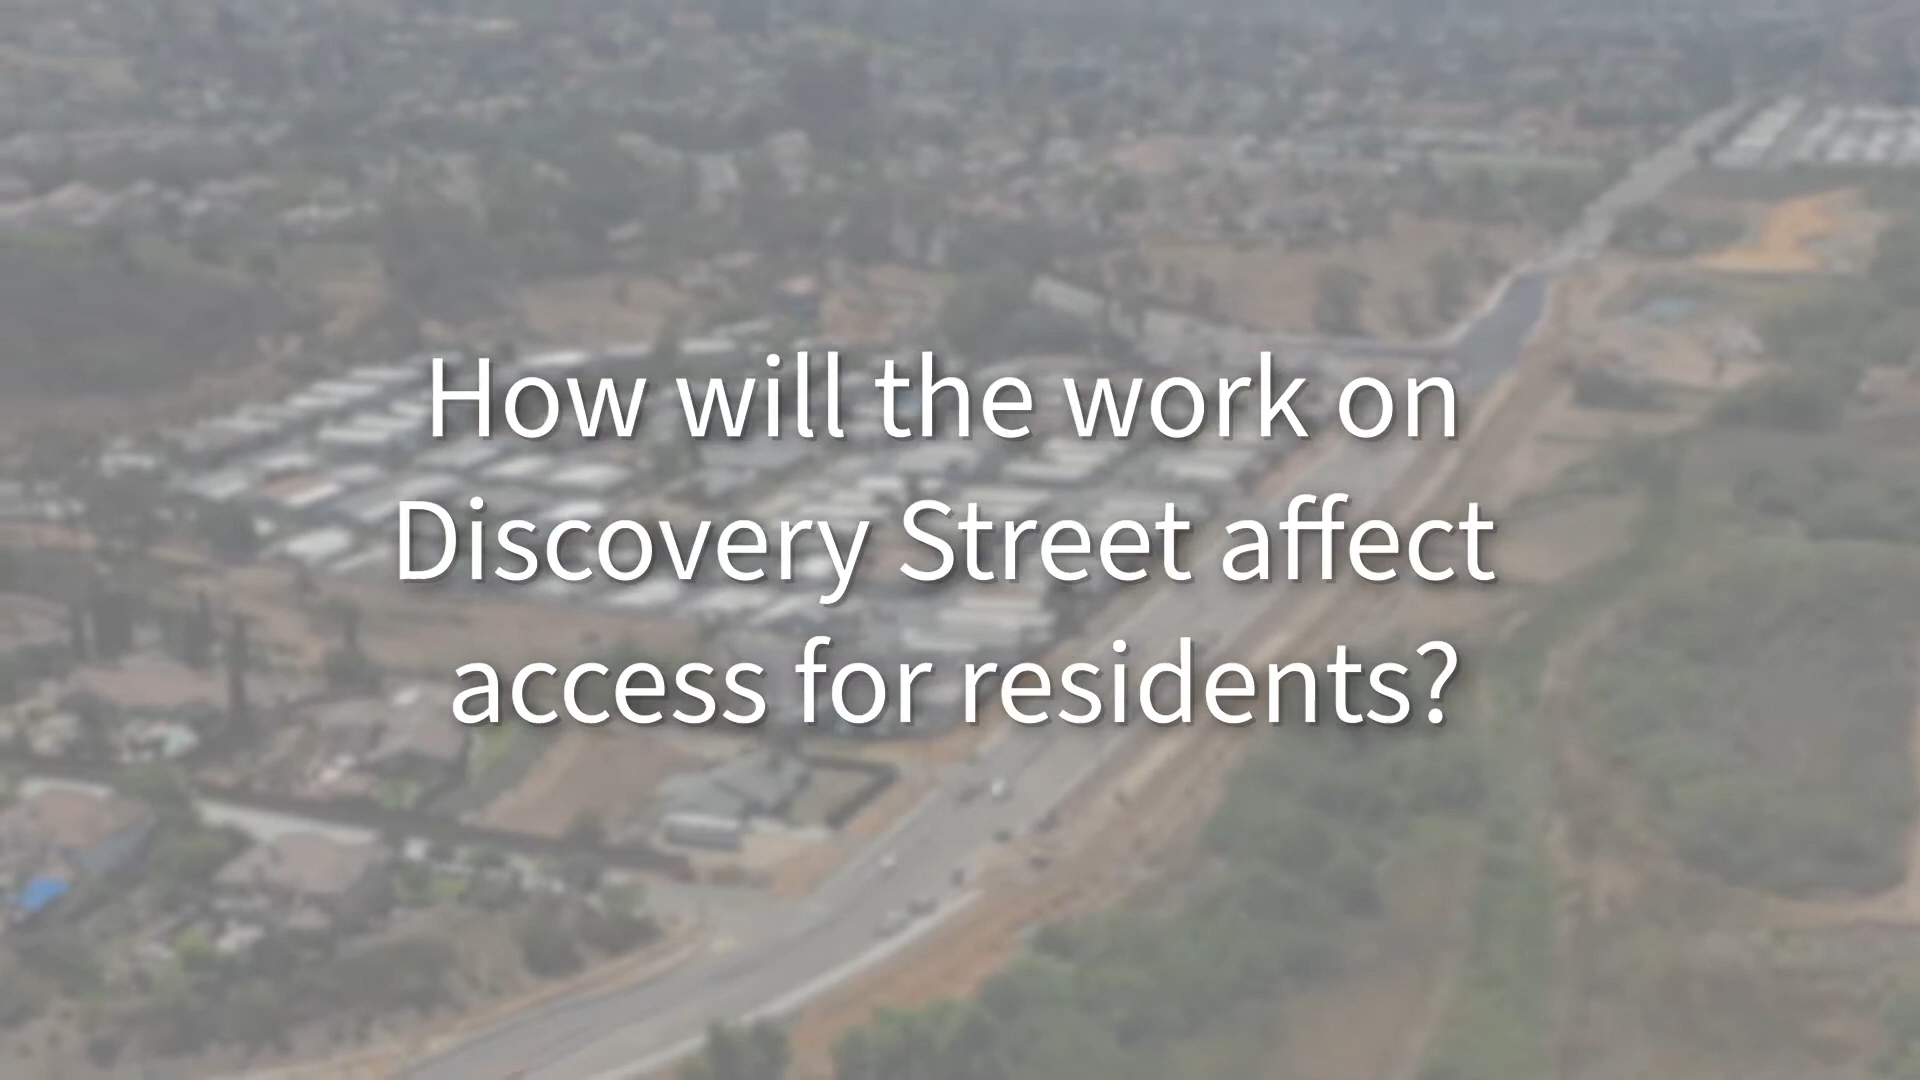 How will the work on
Discovery Street affect
access for residents?